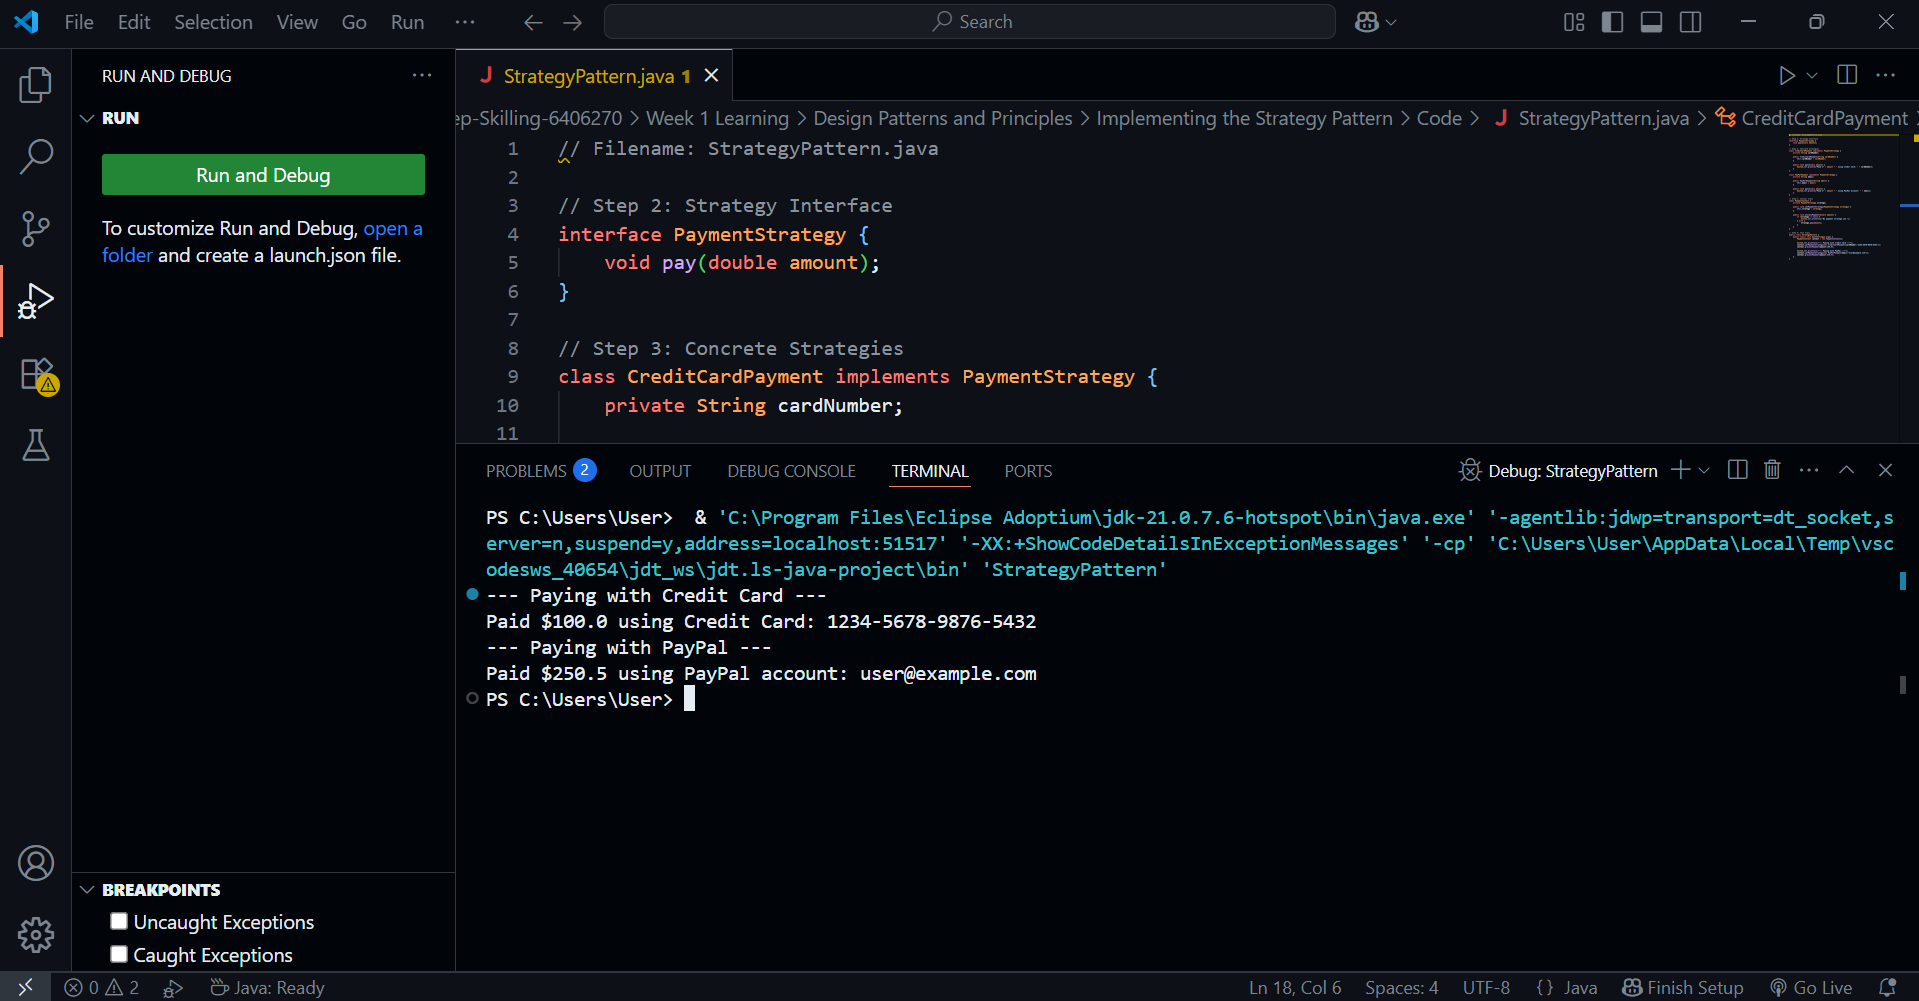 File Edit Selection View Go Run ··· Search
RUN AND DEBUG
RUN
Run and Debug
To customize Run and Debug, open a
folder and create a launch.json file.
StrategyPattern.java 1
ep-Skilling-6406270 > Week 1 Learning > Design Patterns and Principles > Implementing the Strategy Pattern > Code > J StrategyPattern.java > CreditCardPayment
1 // Filename: StrategyPattern.java
2
3 // Step 2: Strategy Interface
4 interface PaymentStrategy {
5 void pay(double amount);
6 }
7
8 // Step 3: Concrete Strategies
9 class CreditCardPayment implements PaymentStrategy {
10 private String cardNumber;
11
PROBLEMS 2 OUTPUT DEBUG CONSOLE TERMINAL PORTS Debug: StrategyPattern
PS C:\Users\User>  & 'C:\Program Files\Eclipse Adoptium\jdk-21.0.7.6-hotspot\bin\java.exe' '-agentlib:jdwp=transport=dt_socket,s
erver=n,suspend=y,address=localhost:51517' '-XX:+ShowCodeDetailsInExceptionMessages' '-cp' 'C:\Users\User\AppData\Local\Temp\vsc
odesws_40654\jdt_ws\jdt.ls-java-project\bin' 'StrategyPattern'
--- Paying with Credit Card ---
Paid $100.0 using Credit Card: 1234-5678-9876-5432
--- Paying with PayPal ---
Paid $250.5 using PayPal account: user@example.com
PS C:\Users\User>
BREAKPOINTS
Uncaught Exceptions
Caught Exceptions
0 2 Java: Ready Ln 18, Col 6 Spaces: 4 UTF-8 {} Java Finish Setup Go Live